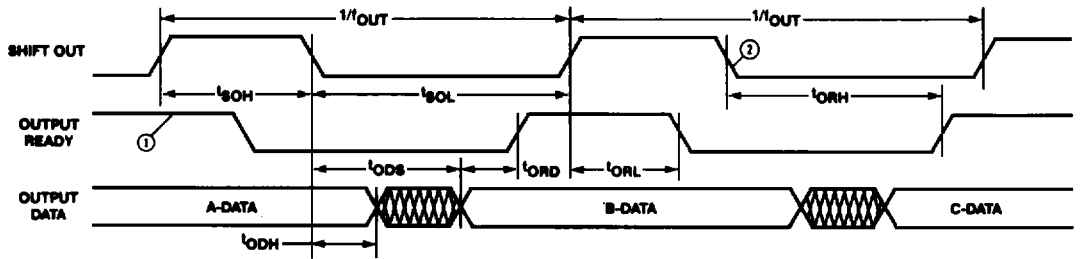 1/fOUT 1/fOUT
SHIFT OUT
②
tSOH tSOL tORH
OUTPUT
READY
①
tODS tORD tORL
OUTPUT
DATA
A-DATA B-DATA C-DATA
tODH